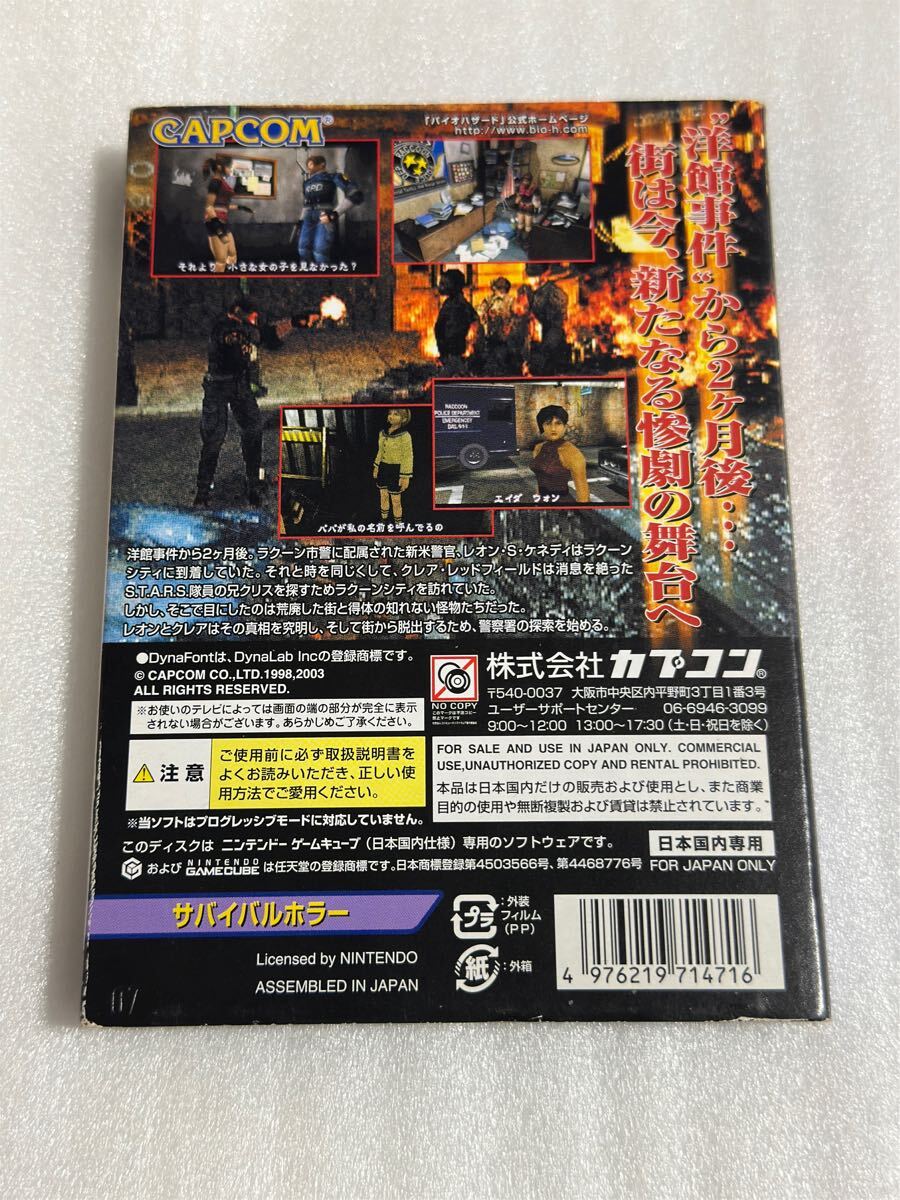 CAPCOM®
「バイオハザード」公式ホームページ
http://www.bio-h.com
"洋館事件"から2ヶ月後…
街は今、新たなる惨劇の舞台へ
RPD
それより 小さな女の子を見なかった？
RACCOON
RACCOON
POLICE DEPARTMENT
EMERGENCY
パパが私の名前を呼んでるの
エイダ ウォン
洋館事件から2ヶ月後。ラクーン市警に配属された新米警官、レオン・S・ケネディはラクーン
シティに到着していた。それと時を同じくして、クレア・レッドフィールドは消息を絶った
S.T.A.R.S.隊員の兄クリスを探すためラクーンシティを訪れていた。
しかし、そこで目にしたのは荒廃した街と得体の知れない怪物たちだった。
レオンとクレアはその真相を究明し、そして街から脱出するため、警察署の探索を始める。
●DynaFontは、DynaLab Incの登録商標です。
© CAPCOM CO.,LTD.1998,2003
ALL RIGHTS RESERVED.
※お使いのテレビによっては画面の端の部分が完全に表示
されない場合がございます。あらかじめご了承ください。
NO COPY
株式会社 カプコン®
〒540-0037 大阪市中央区内平野町3丁目1番3号
ユーザーサポートセンター 06-6946-3099
9:00〜12:00 13:00〜17:30 (土・日・祝日を除く)
注意
ご使用前に必ず取扱説明書を
よくお読みいただき、正しい使
用方法でご愛用ください。
FOR SALE AND USE IN JAPAN ONLY. COMMERCIAL
USE,UNAUTHORIZED COPY AND RENTAL PROHIBITED.
本品は日本国内だけの販売および使用とし、また商業
目的の使用や無断複製および賃貸は禁止されています。
※当ソフトはプログレッシブモードに対応していません。
このディスクは ニンテンドー ゲームキューブ (日本国内仕様) 専用のソフトウェアです。
および NINTENDO GAMECUBE は任天堂の登録商標です。日本商標登録第4503566号、第4468776号
日本国内専用
FOR JAPAN ONLY
サバイバルホラー
Licensed by NINTENDO
ASSEMBLED IN JAPAN
プラ
:外装
フィルム
(PP)
紙
:外箱
4 976219 714716